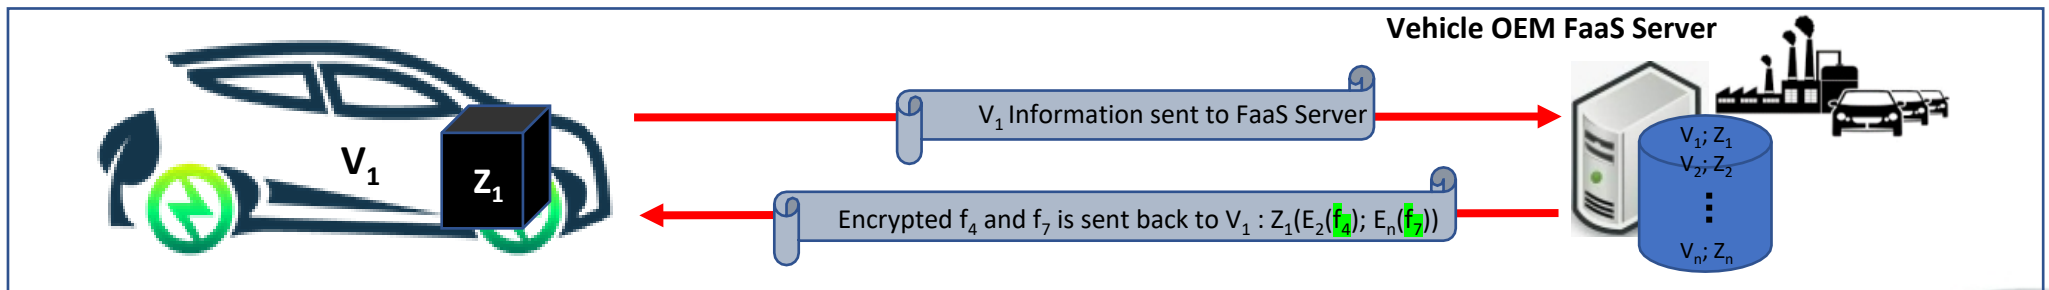 Vehicle OEM FaaS Server
V₁ Information sent to FaaS Server
V₁
Z₁
Encrypted f₄ and f₇ is sent back to V₁ : Z₁(E₂(f₄); Eₙ(f₇))
V₁; Z₁
V₂; Z₂
⋮
Vₙ; Zₙ